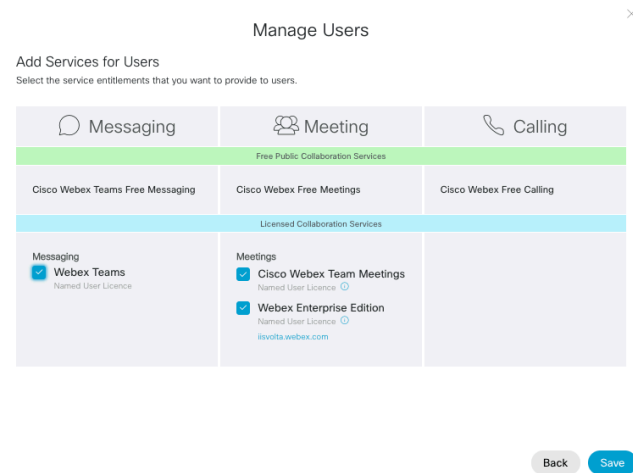 Manage Users
Add Services for Users
Select the service entitlements that you want to provide to users.
Messaging
Meeting
Calling
Free Public Collaboration Services
Cisco Webex Teams Free Messaging
Cisco Webex Free Meetings
Cisco Webex Free Calling
Licensed Collaboration Services
Messaging
Webex Teams
Named User Licence
Meetings
Cisco Webex Team Meetings
Named User Licence
Webex Enterprise Edition
Named User Licence
iisvolta.webex.com
Back
Save